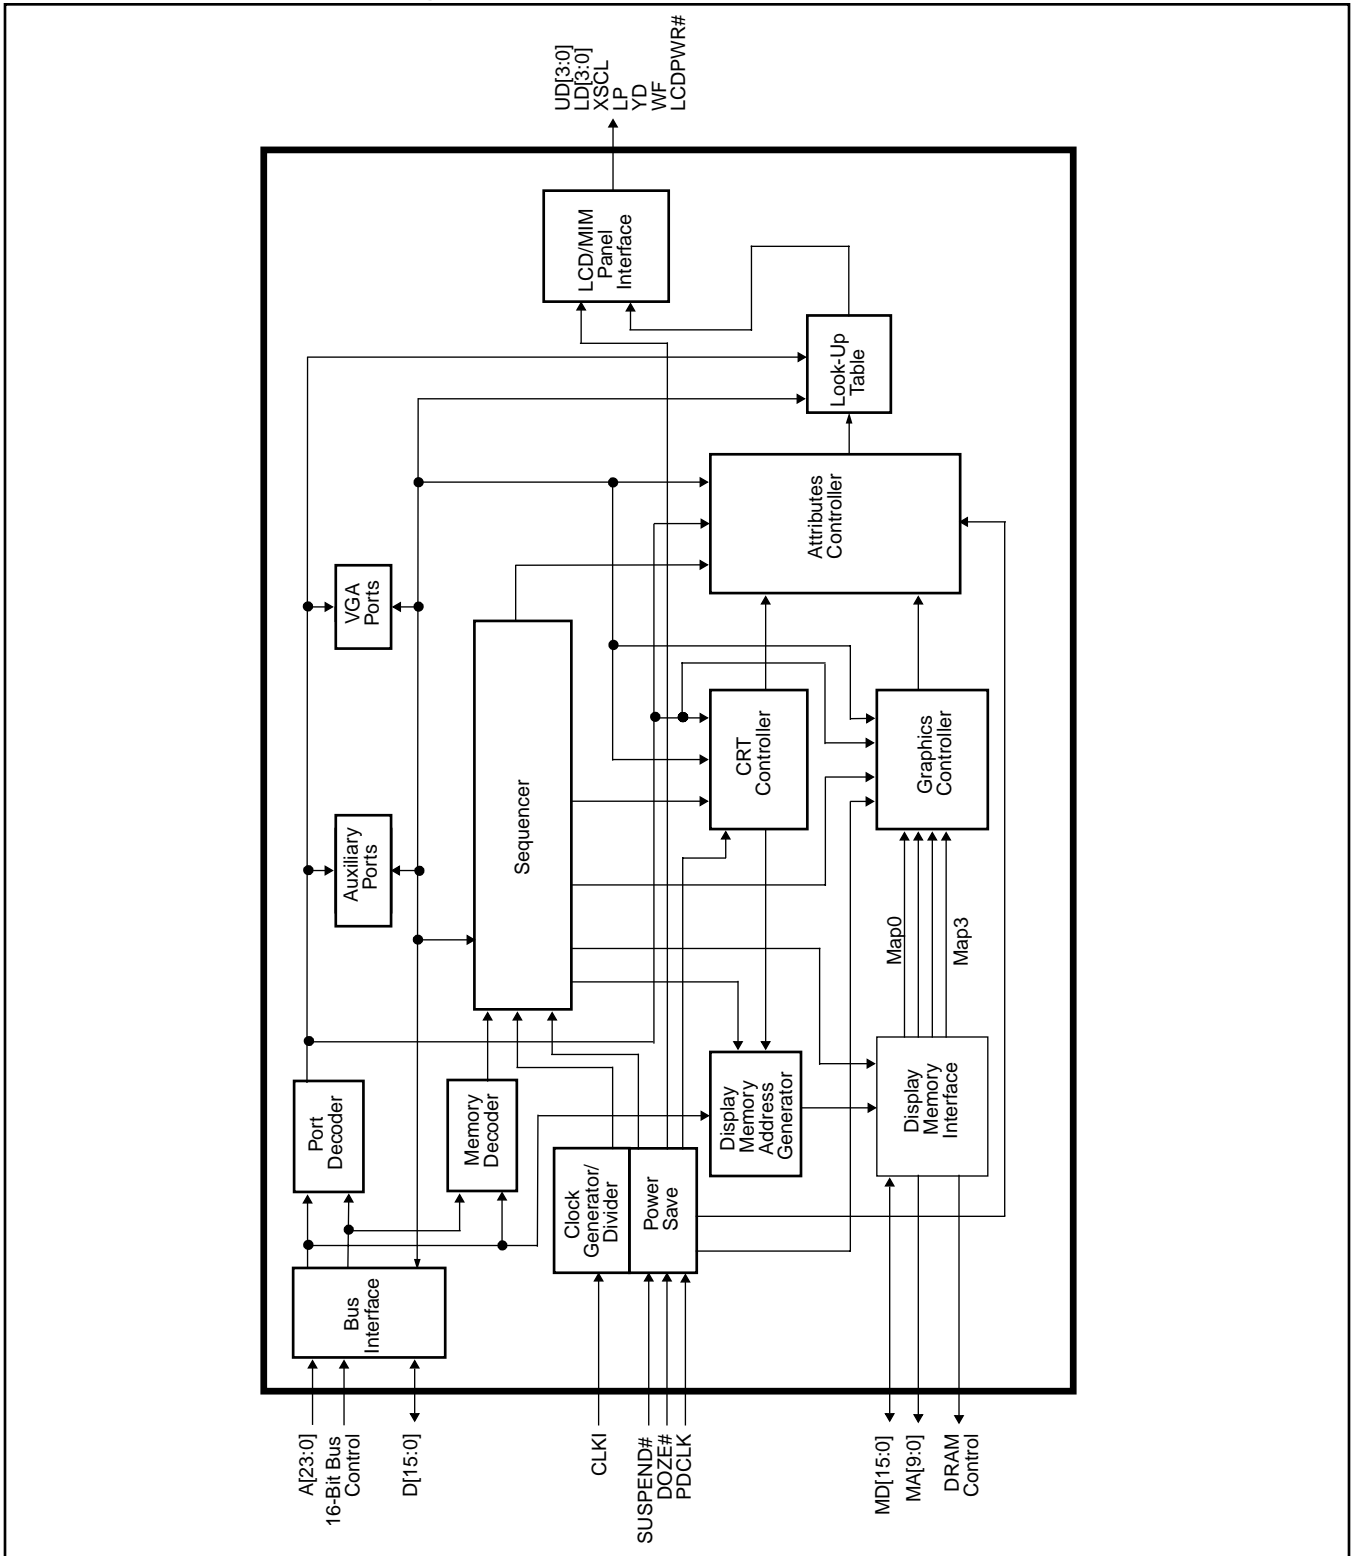 UD[3:0]
LD[3:0]
XSCL
LP
YD
WF
LCDPWR#
LCD/MIM
Panel
Interface
Look-Up
Table
Attributes
Controller
VGA
Ports
Auxiliary
Ports
Sequencer
CRT
Controller
Graphics
Controller
Map0
Map3
Port
Decoder
Memory
Decoder
Clock
Generator/
Divider
Power
Save
Display
Memory
Address
Generator
Display
Memory
Interface
Bus
Interface
A[23:0]
16-Bit Bus
Control
D[15:0]
CLKI
SUSPEND#
DOZE#
PDCLK
MD[15:0]
MA[9:0]
DRAM
Control